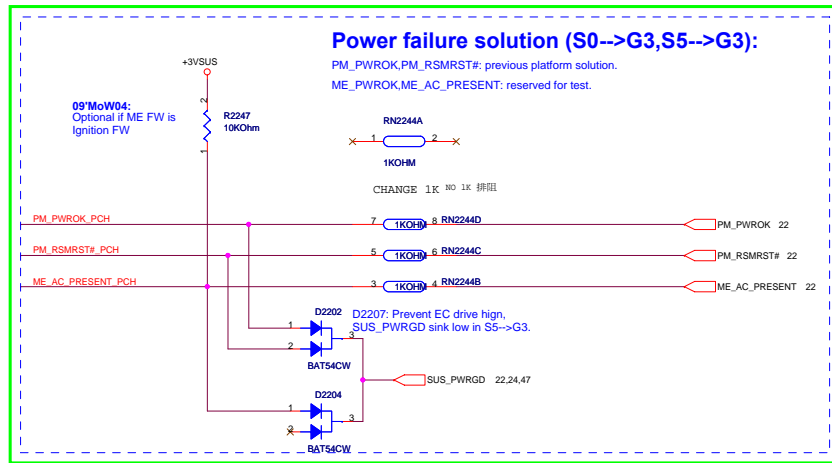 Power failure solution (S0-->G3,S5-->G3):
PM_PWROK,PM_RSMRST#: previous platform solution.
ME_PWROK,ME_AC_PRESENT: reserved for test.
+3VSUS
09'MoW04:
Optional if ME FW is
Ignition FW
2
R2247
10KOhm
1
RN2244A
1 2
1KOHM
CHANGE 1K NO 1K 排阻
PM_PWROK_PCH 7 1KOHM 8 RN2244D PM_PWROK 22
PM_RSMRST#_PCH 5 1KOHM 6 RN2244C PM_RSMRST# 22
ME_AC_PRESENT_PCH 3 1KOHM 4 RN2244B ME_AC_PRESENT 22
D2202
D2207: Prevent EC drive hign,
SUS_PWRGD sink low in S5-->G3.
1
3
2
BAT54CW
SUS_PWRGD 22,24,47
D2204
1
3
2
BAT54CW